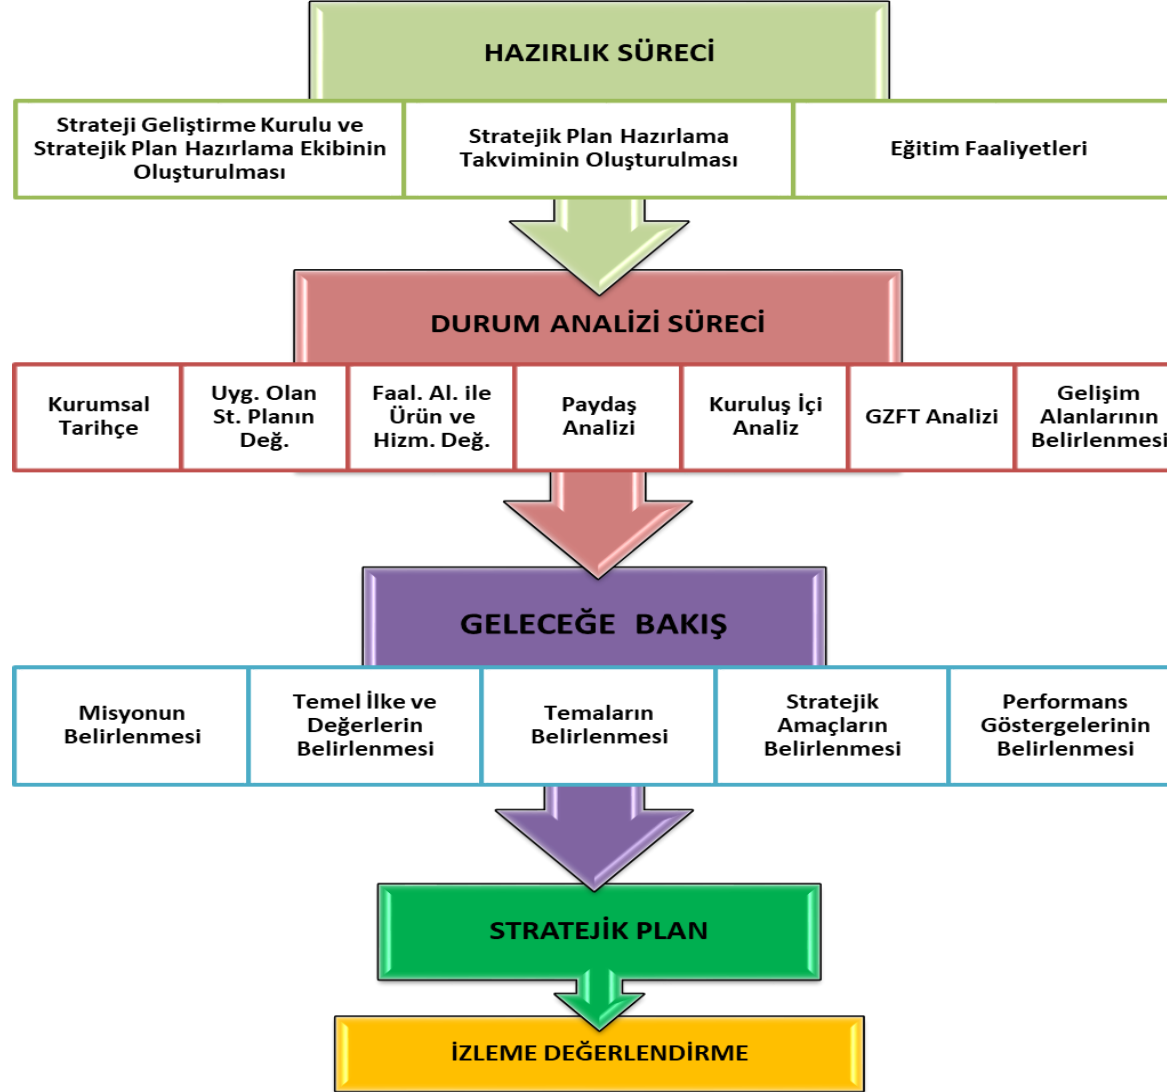 HAZIRLIK SÜRECİ
Strateji Geliştirme Kurulu ve
Stratejik Plan Hazırlama Ekibinin
Oluşturulması
Stratejik Plan Hazırlama
Takviminin Oluşturulması
Eğitim Faaliyetleri
DURUM ANALİZİ SÜRECİ
Kurumsal
Tarihçe
Uyg. Olan
St. Planın
Değ.
Faal. Al. ile
Ürün ve
Hizm. Değ.
Paydaş
Analizi
Kuruluş İçi
Analiz
GZFT Analizi
Gelişim
Alanlarının
Belirlenmesi
GELECEĞE BAKIŞ
Misyonun
Belirlenmesi
Temel İlke ve
Değerlerin
Belirlenmesi
Temaların
Belirlenmesi
Stratejik
Amaçların
Belirlenmesi
Performans
Göstergelerinin
Belirlenmesi
STRATEJİK PLAN
İZLEME DEĞERLENDİRME